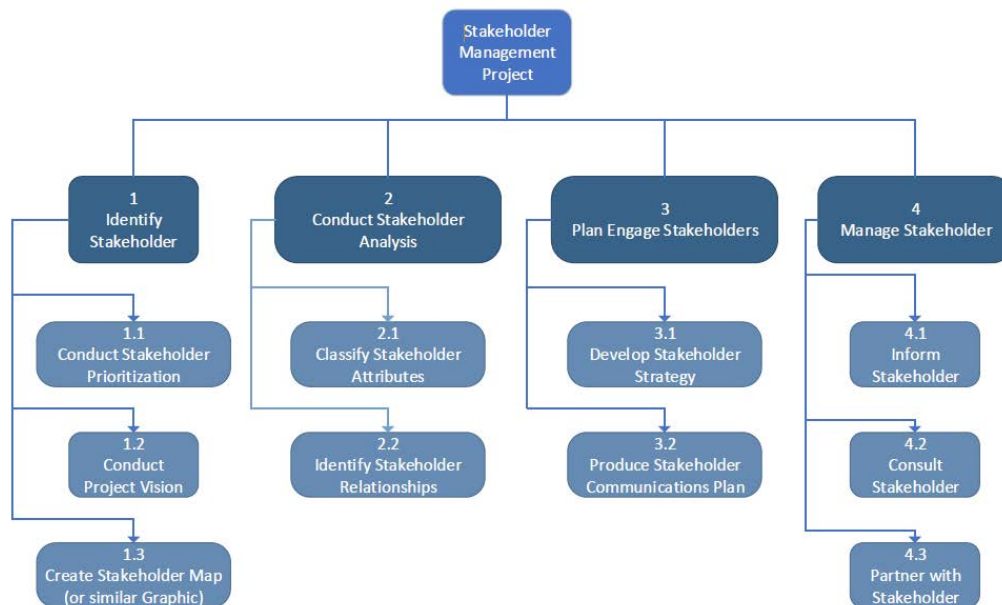 Stakeholder
Management
Project
1
Identify
Stakeholder
2
Conduct Stakeholder
Analysis
3
Plan Engage Stakeholders
4
Manage Stakeholder
1.1
Conduct Stakeholder
Prioritization
2.1
Classify Stakeholder
Attributes
3.1
Develop Stakeholder
Strategy
4.1
Inform
Stakeholder
1.2
Conduct
Project Vision
2.2
Identify Stakeholder
Relationships
3.2
Produce Stakeholder
Communications Plan
4.2
Consult
Stakeholder
1.3
Create Stakeholder Map
(or similar Graphic)
4.3
Partner with
Stakeholder